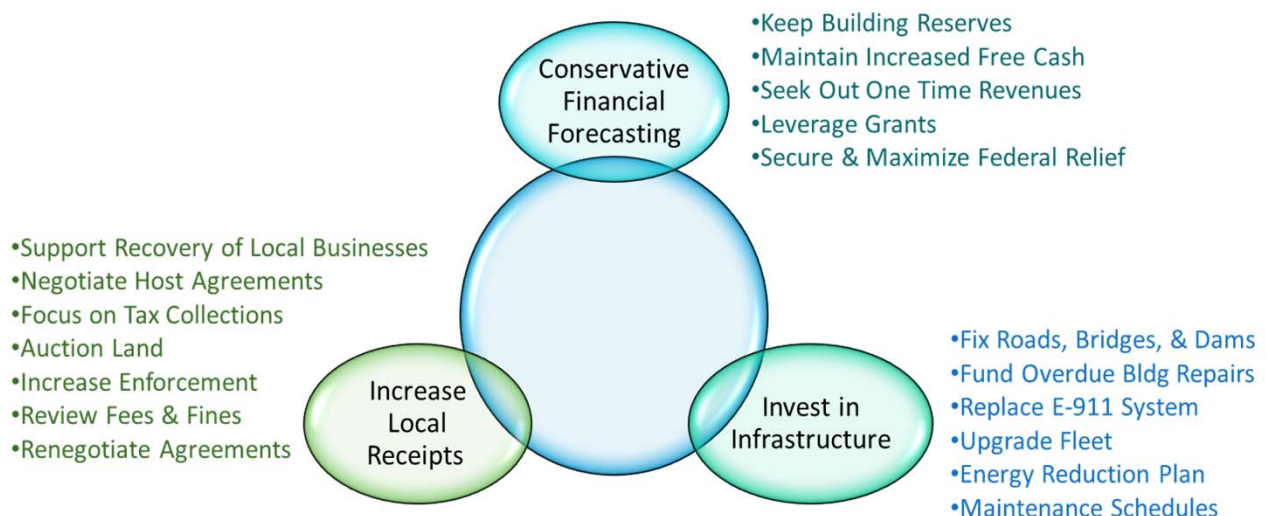 Conservative
Financial
Forecasting
•Keep Building Reserves
•Maintain Increased Free Cash
•Seek Out One Time Revenues
•Leverage Grants
•Secure & Maximize Federal Relief
•Support Recovery of Local Businesses
•Negotiate Host Agreements
•Focus on Tax Collections
•Auction Land
•Increase Enforcement
•Review Fees & Fines
•Renegotiate Agreements
Increase
Local
Receipts
Invest in
Infrastructure
•Fix Roads, Bridges, & Dams
•Fund Overdue Bldg Repairs
•Replace E-911 System
•Upgrade Fleet
•Energy Reduction Plan
•Maintenance Schedules